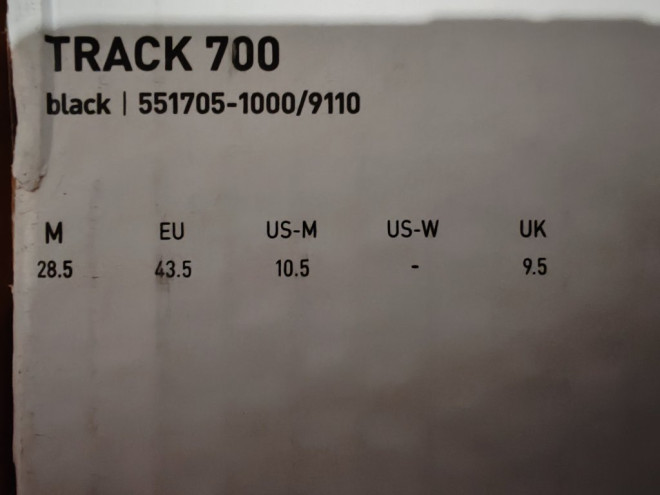 TRACK 700
black | 551705-1000/9110
M EU US-M US-W UK
28.5 43.5 10.5 - 9.5